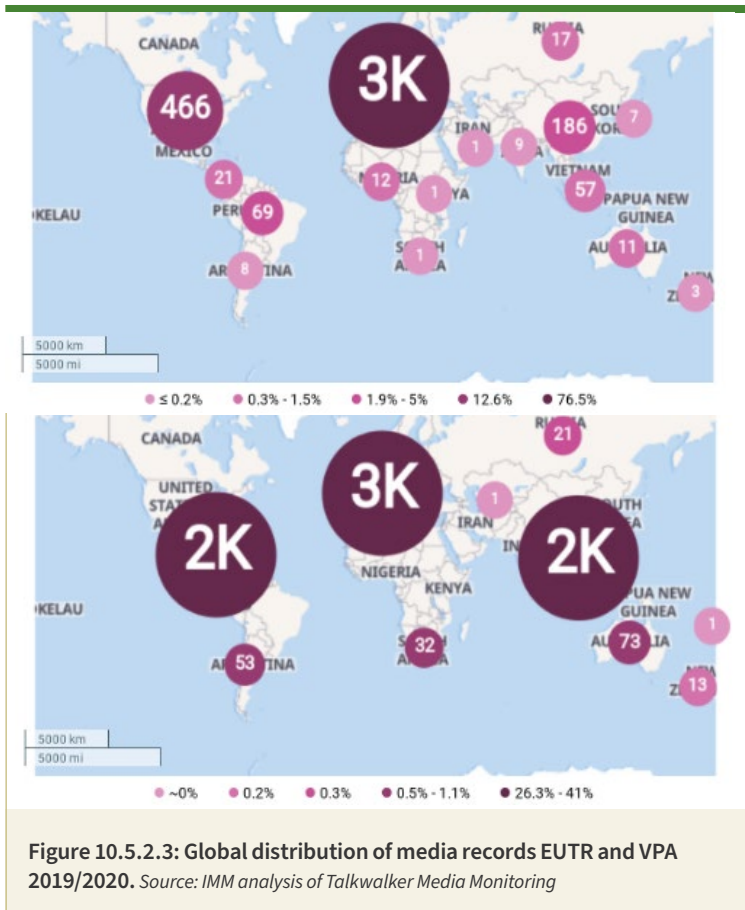 CANADA
RUSSIA
17
3K
466
MEXICO
IRAN
1
9
186
7
VIETNAM
57
21
12
1
PAPUA NEW
GUINEA
KELAU
69
11
1
8
3
5000 km
5000 mi
≤ 0.2% 0.3% - 1.5% 1.9% - 5% 12.6% 76.5%
CANADA
21
3K
UNITED
1
IRAN
2K
2K
NIGERIA
KENYA
KELAU
GUINEA
1
32
73
53
13
5000 km
5000 mi
~0% 0.2% 0.3% 0.5% - 1.1% 26.3% - 41%
Figure 10.5.2.3: Global distribution of media records EUTR and VPA
2019/2020. Source: IMM analysis of Talkwalker Media Monitoring